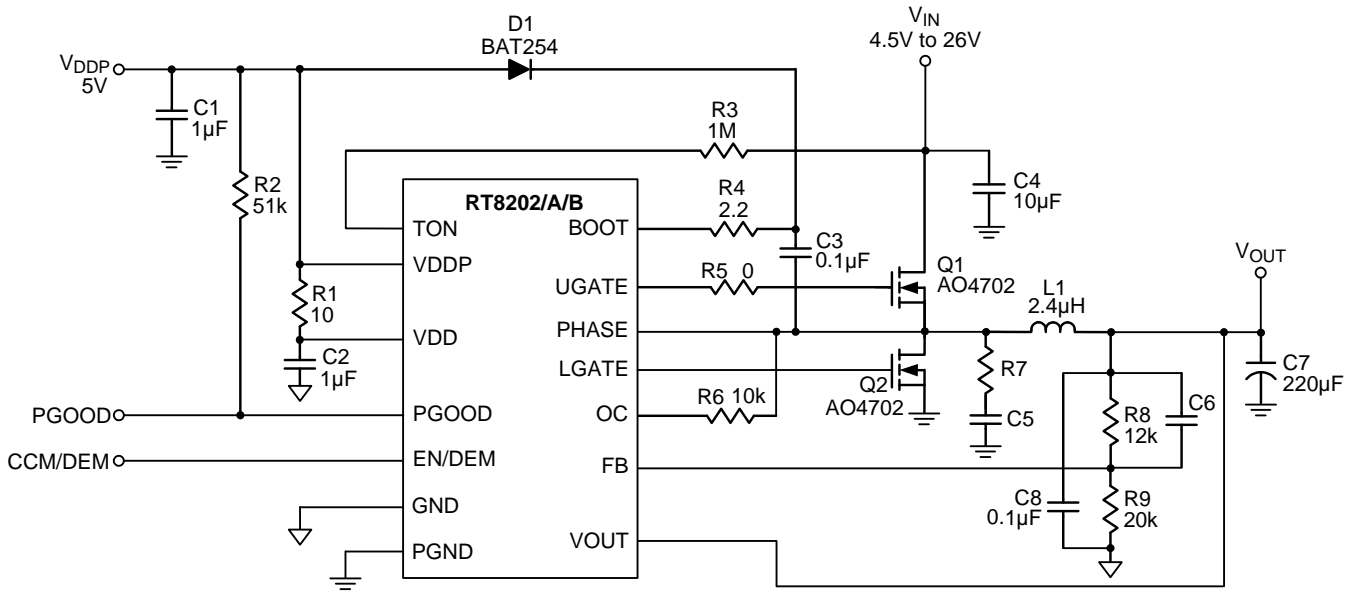 VIN
4.5V to 26V
D1
BAT254
VDDP
5V
C1
1µF
R3
1M
R2
51k
RT8202/A/B
R4
2.2
C4
10µF
TON
BOOT
C3
0.1µF
VDDP
VOUT
Q1
AO4702
UGATE
R5 0
L1
2.4µH
R1
10
PHASE
VDD
C2
1µF
LGATE
R7
C7
220µF
Q2
AO4702
R6 10k
PGOOD
PGOOD
OC
C5
R8
12k
C6
CCM/DEM
EN/DEM
FB
C8
0.1µF
R9
20k
GND
VOUT
PGND